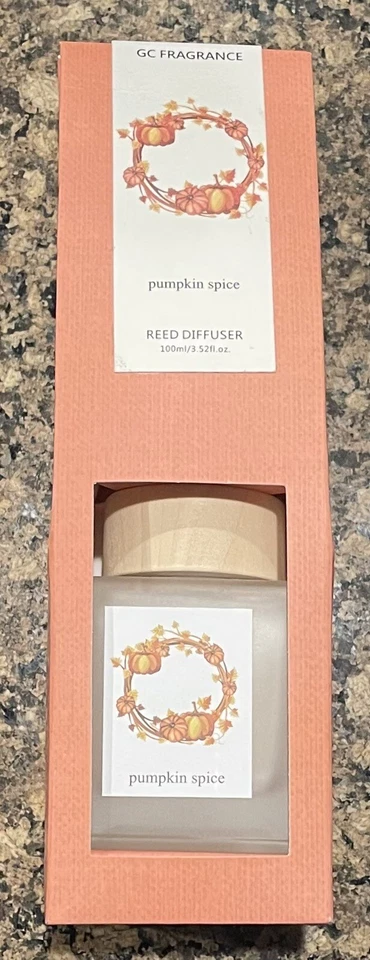 GC FRAGRANCE
pumpkin spice
REED DIFFUSER
100ml/3.52fl.oz.
pumpkin spice